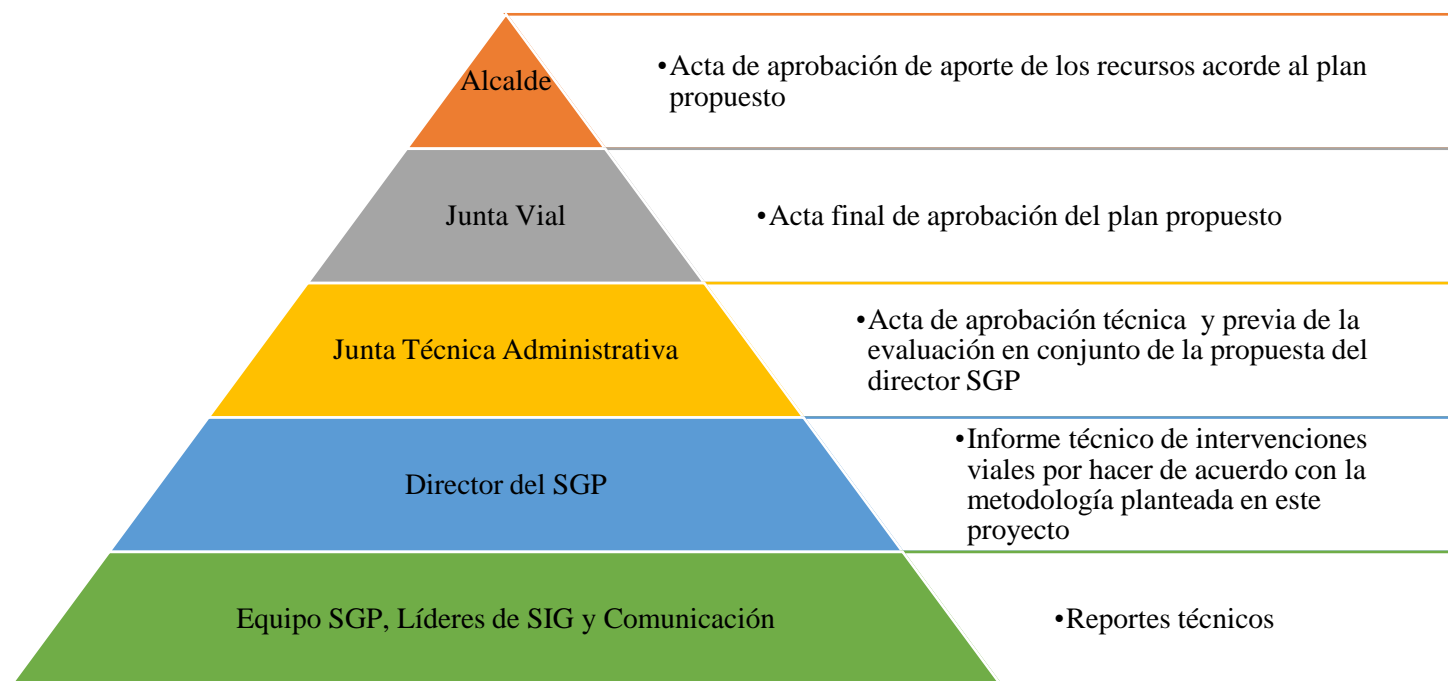 Alcalde
•Acta de aprobación de aporte de los recursos acorde al plan
propuesto
Junta Vial
•Acta final de aprobación del plan propuesto
Junta Técnica Administrativa
•Acta de aprobación técnica  y previa de la
evaluación en conjunto de la propuesta del
director SGP
Director del SGP
•Informe técnico de intervenciones
viales por hacer de acuerdo con la
metodología planteada en este
proyecto
Equipo SGP, Líderes de SIG y Comunicación
•Reportes técnicos